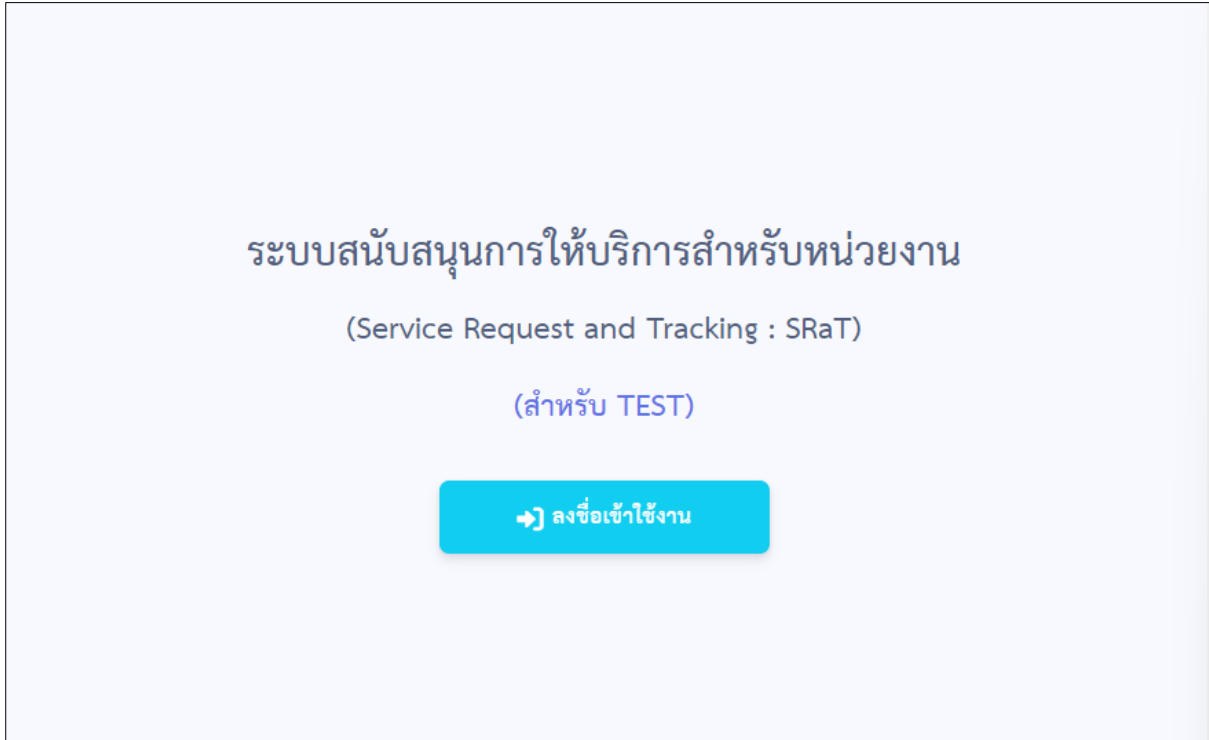 ระบบสนับสนุนการให้บริการสำหรับหน่วยงาน
(Service Request and Tracking : SRaT)
(สำหรับ TEST)
ลงชื่อเข้าใช้งาน